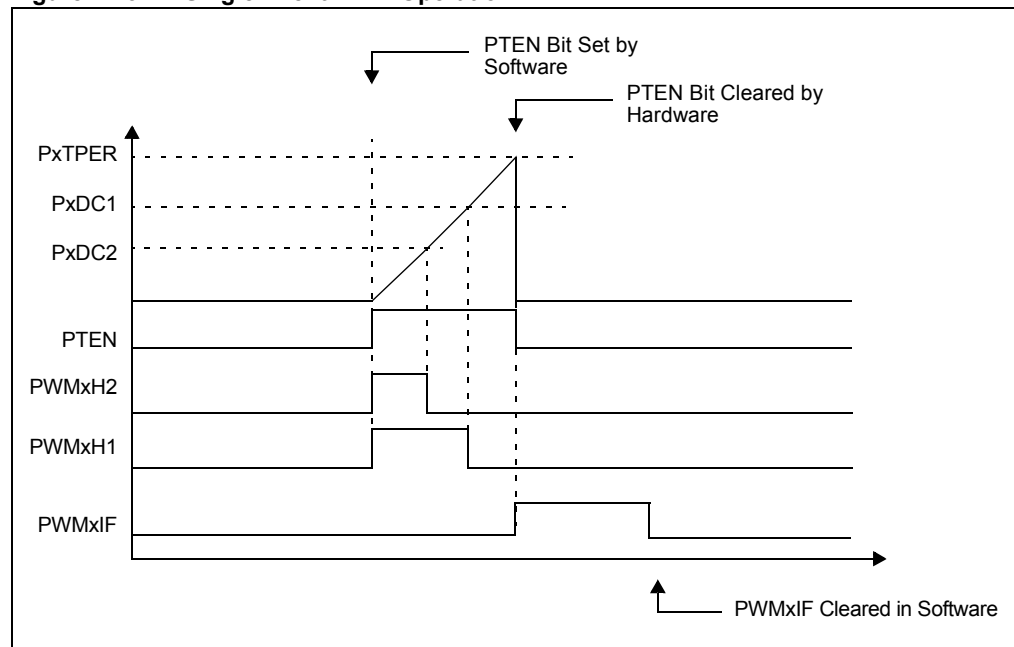 PTEN Bit Set by
Software
PTEN Bit Cleared by
Hardware
PxTPER
PxDC1
PxDC2
PTEN
PWMxH2
PWMxH1
PWMxIF
PWMxIF Cleared in Software